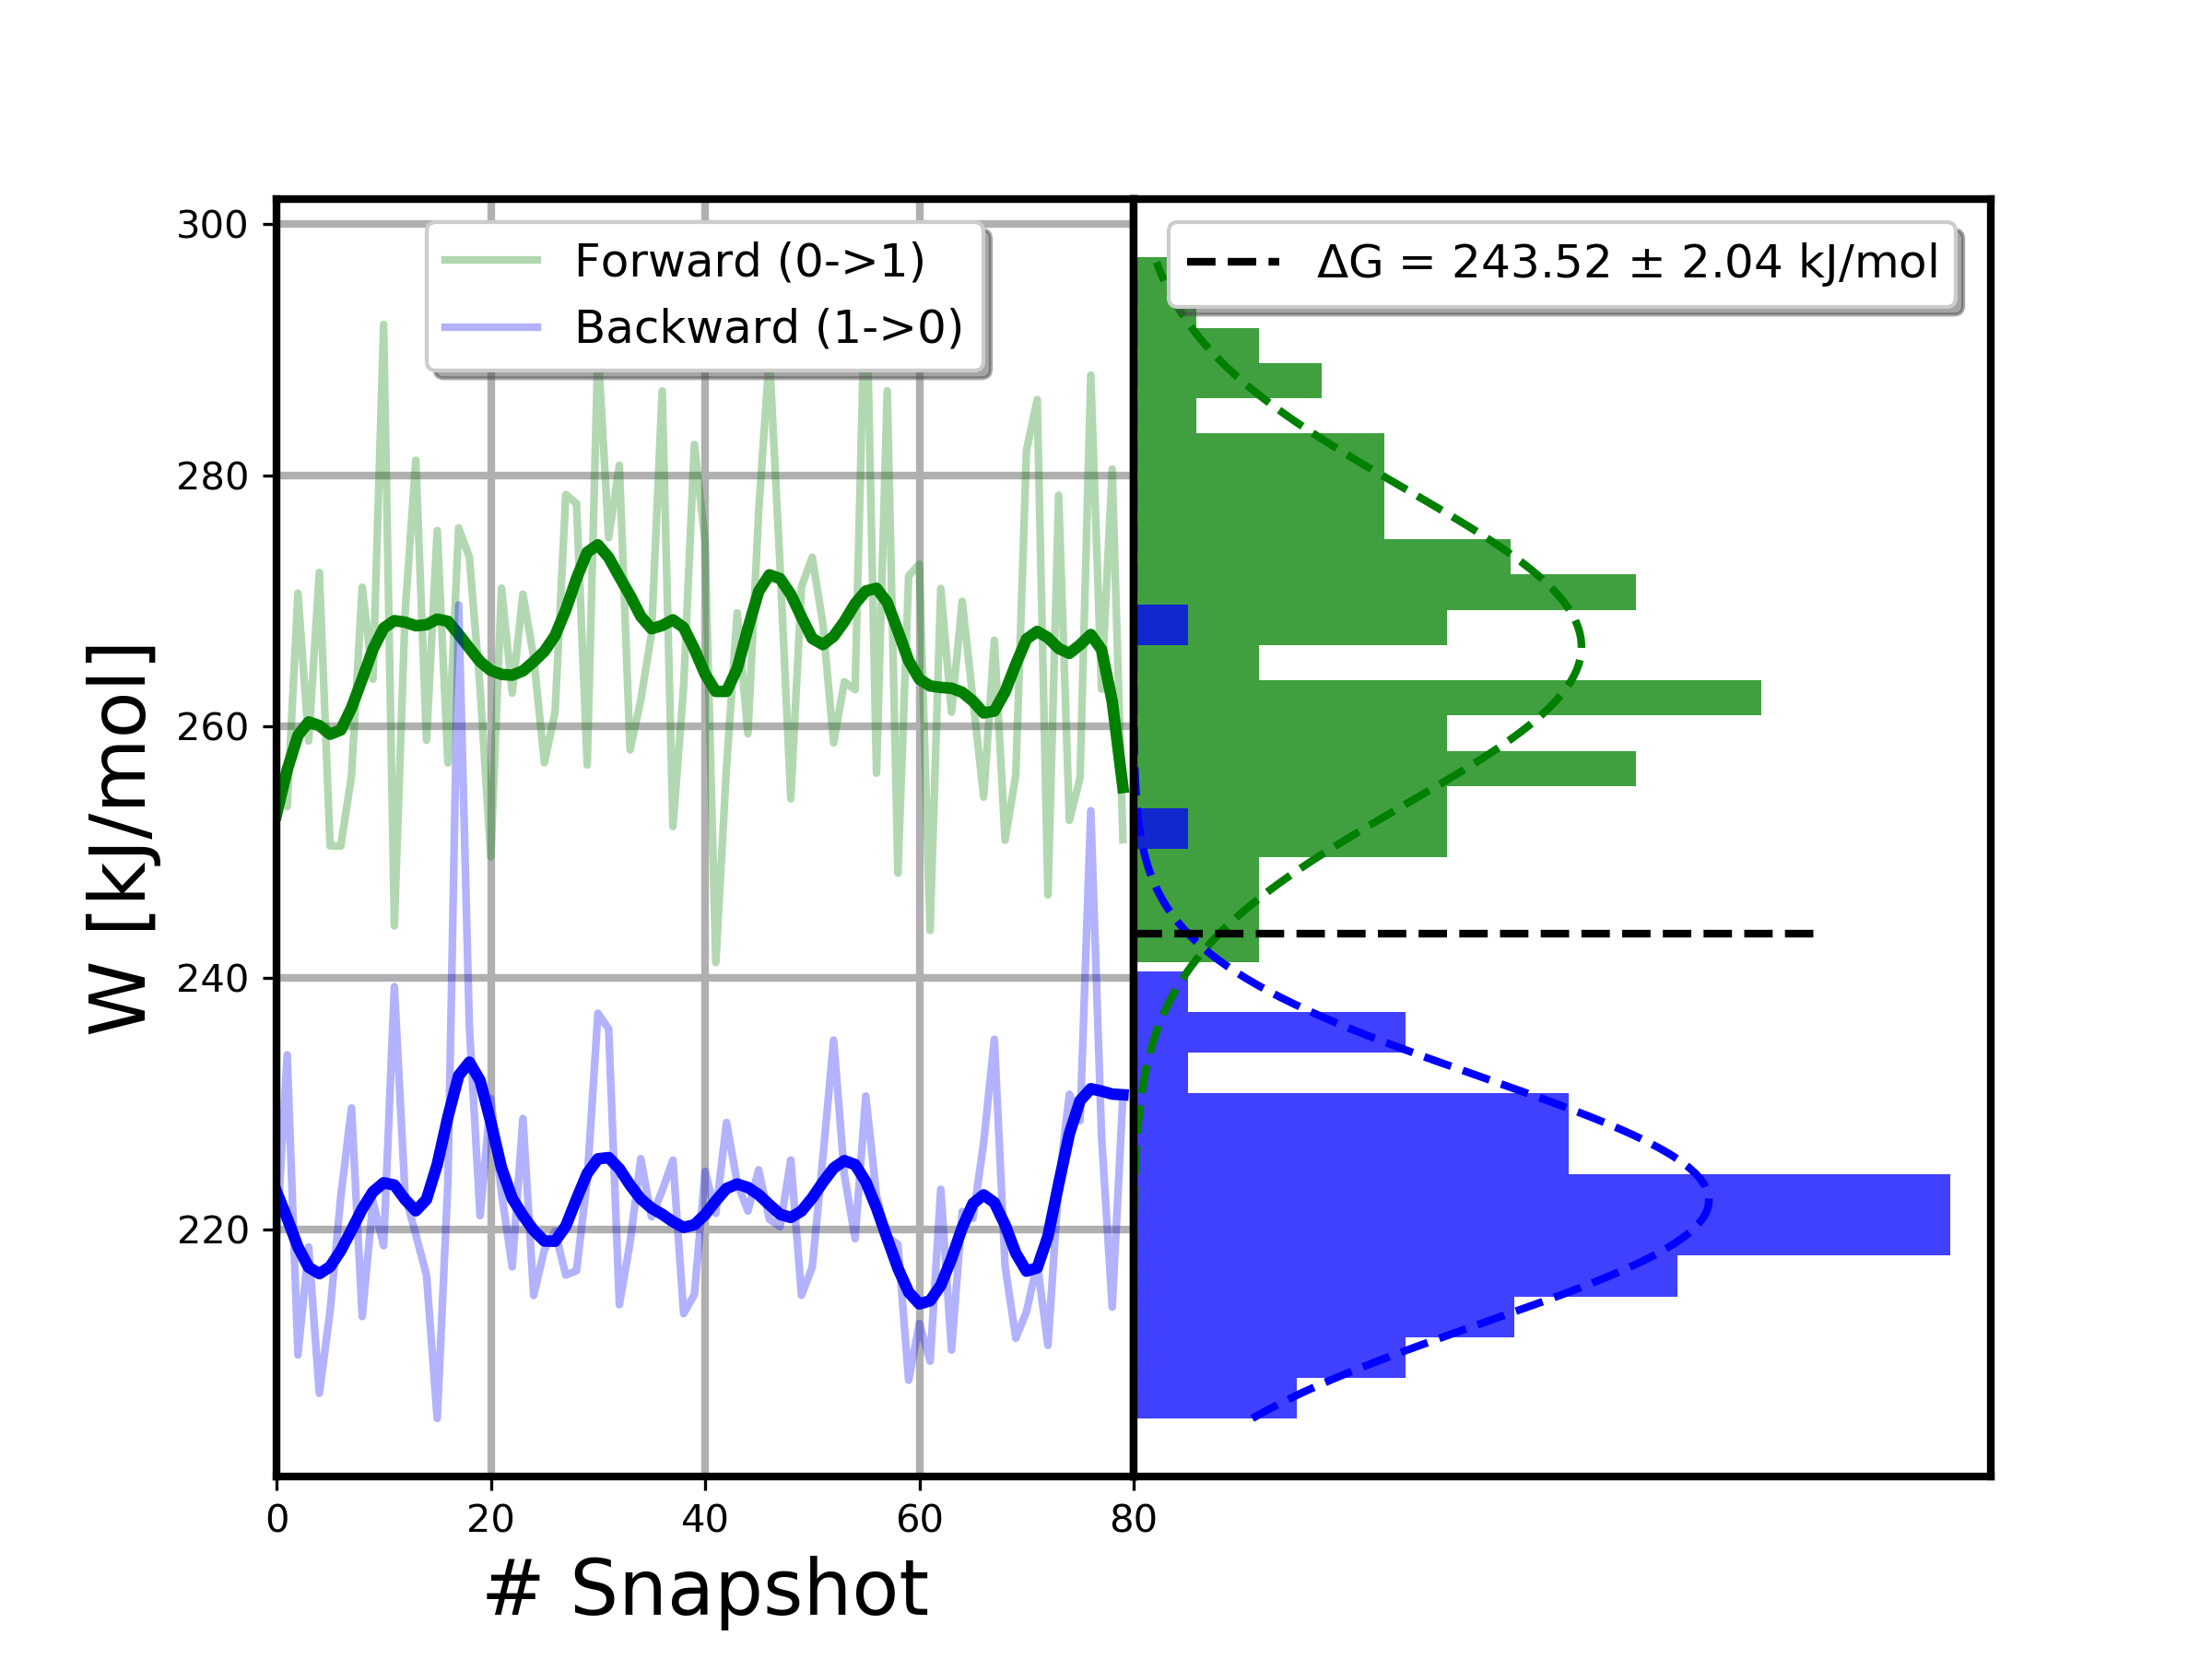 Forward (0->1)
Backward (1->0)
ΔG = 243.52 ± 2.04 kJ/mol
300
280
260
240
220
W [kJ/mol]
0 20 40 60 80
# Snapshot